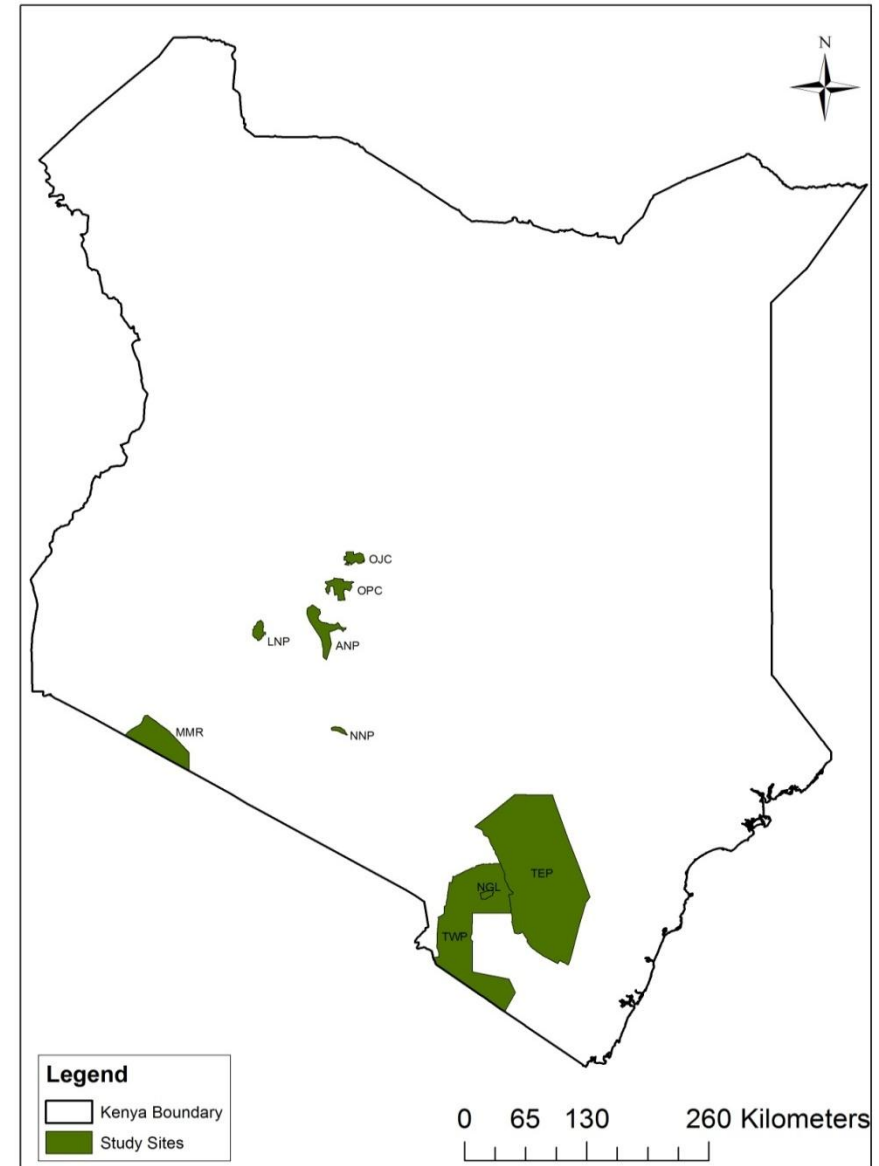 N
OJC
OPC
LNP
ANP
MMR
NNP
TEP
NGL
TWP
Legend
Kenya Boundary
Study Sites
0 65 130 260 Kilometers